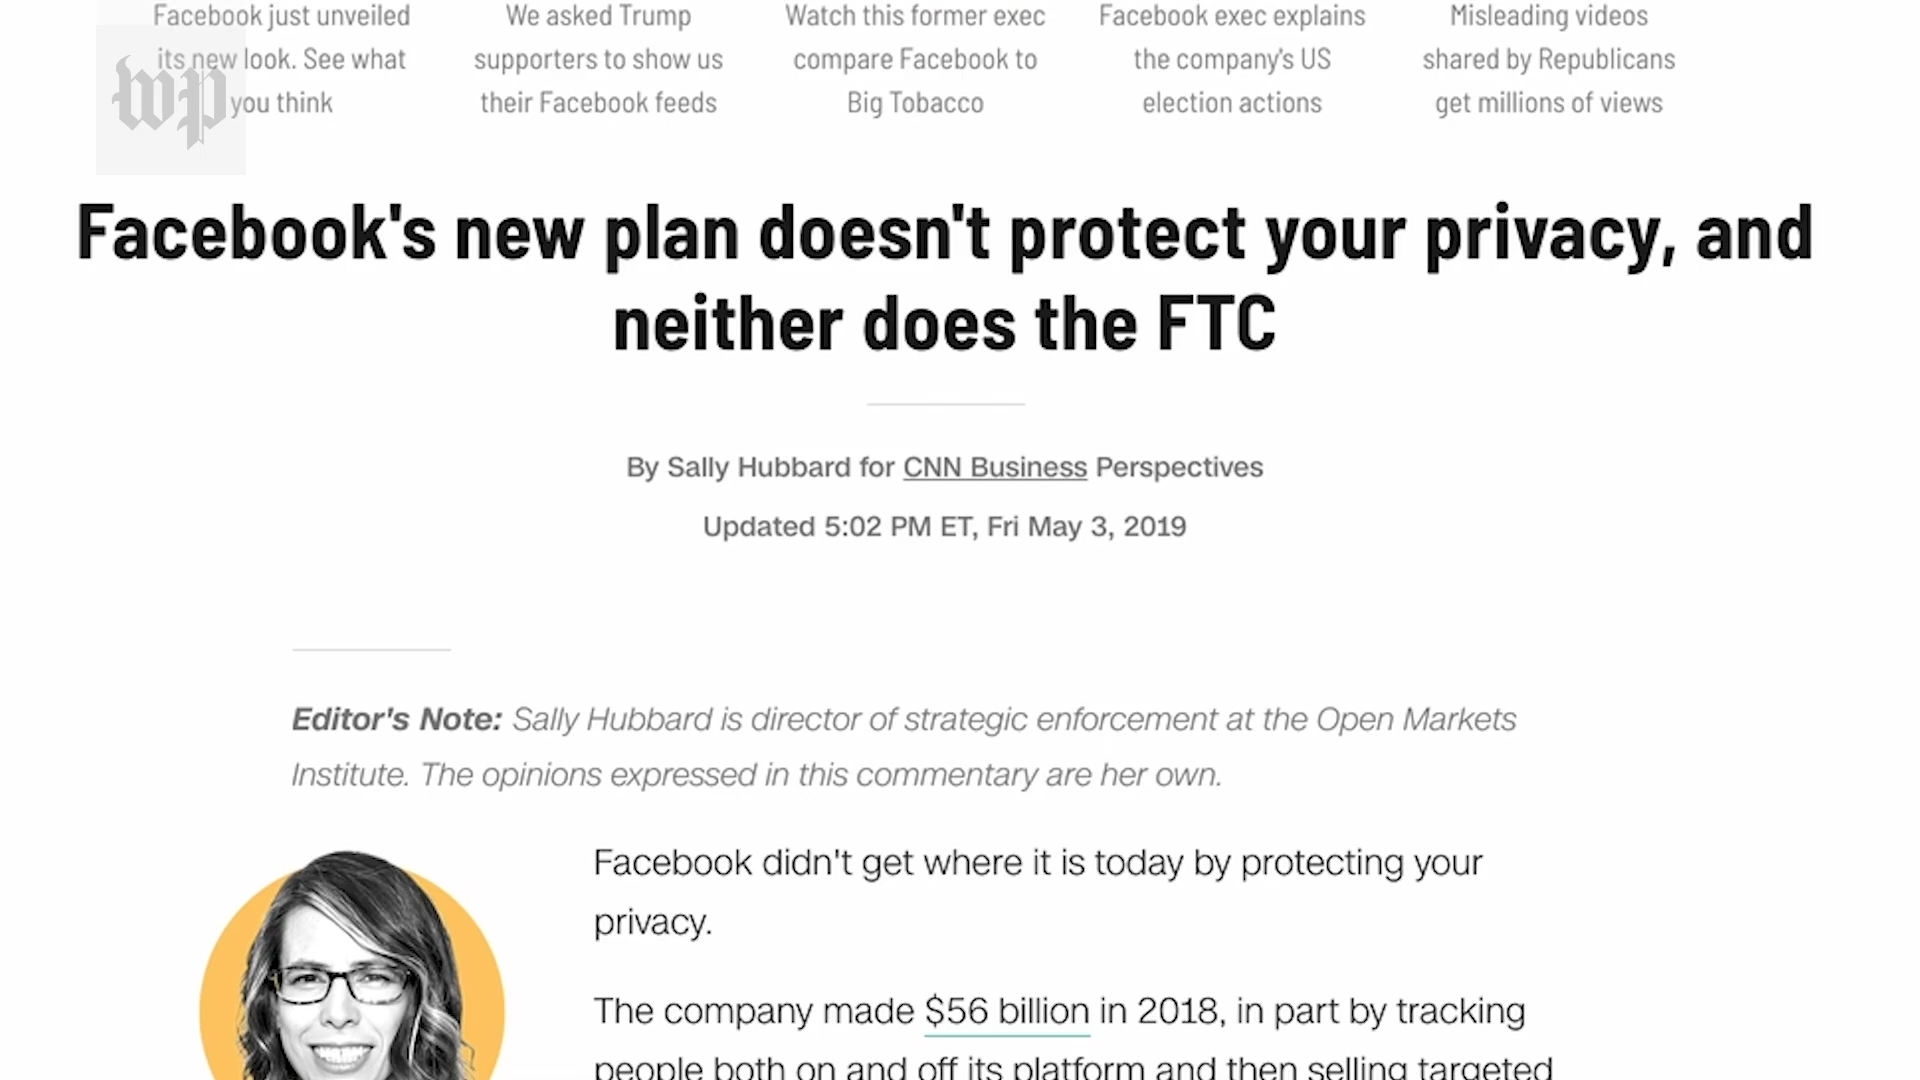 Facebook just unveiled
its new look. See what
you think
We asked Trump
supporters to show us
their Facebook feeds
Watch this former exec
compare Facebook to
Big Tobacco
Facebook exec explains
the company's US
election actions
Misleading videos
shared by Republicans
get millions of views
wp
Facebook's new plan doesn't protect your privacy, and
neither does the FTC
By Sally Hubbard for CNN Business Perspectives
Updated 5:02 PM ET, Fri May 3, 2019
Editor's Note: Sally Hubbard is director of strategic enforcement at the Open Markets
Institute. The opinions expressed in this commentary are her own.
Facebook didn't get where it is today by protecting your
privacy.
The company made $56 billion in 2018, in part by tracking
people both on and off its platform and then selling targeted